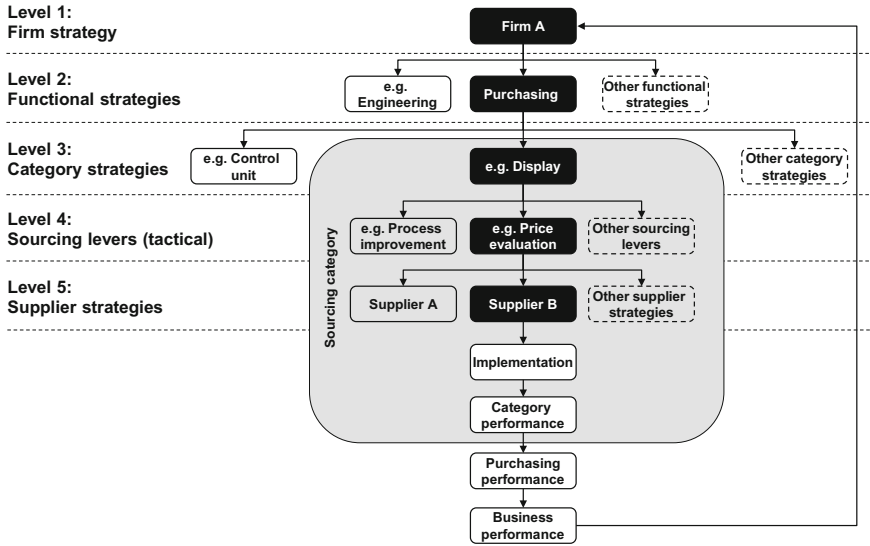 Level 1:
Firm strategy
Firm A
Level 2:
Functional strategies
e.g.
Engineering
Purchasing
Other functional
strategies
Level 3:
Category strategies
e.g. Control
unit
e.g. Display
Other category
strategies
Level 4:
Sourcing levers (tactical)
e.g. Process
improvement
e.g. Price
evaluation
Other sourcing
levers
Level 5:
Supplier strategies
Supplier A
Supplier B
Other supplier
strategies
Sourcing category
Implementation
Category
performance
Purchasing
performance
Business
performance